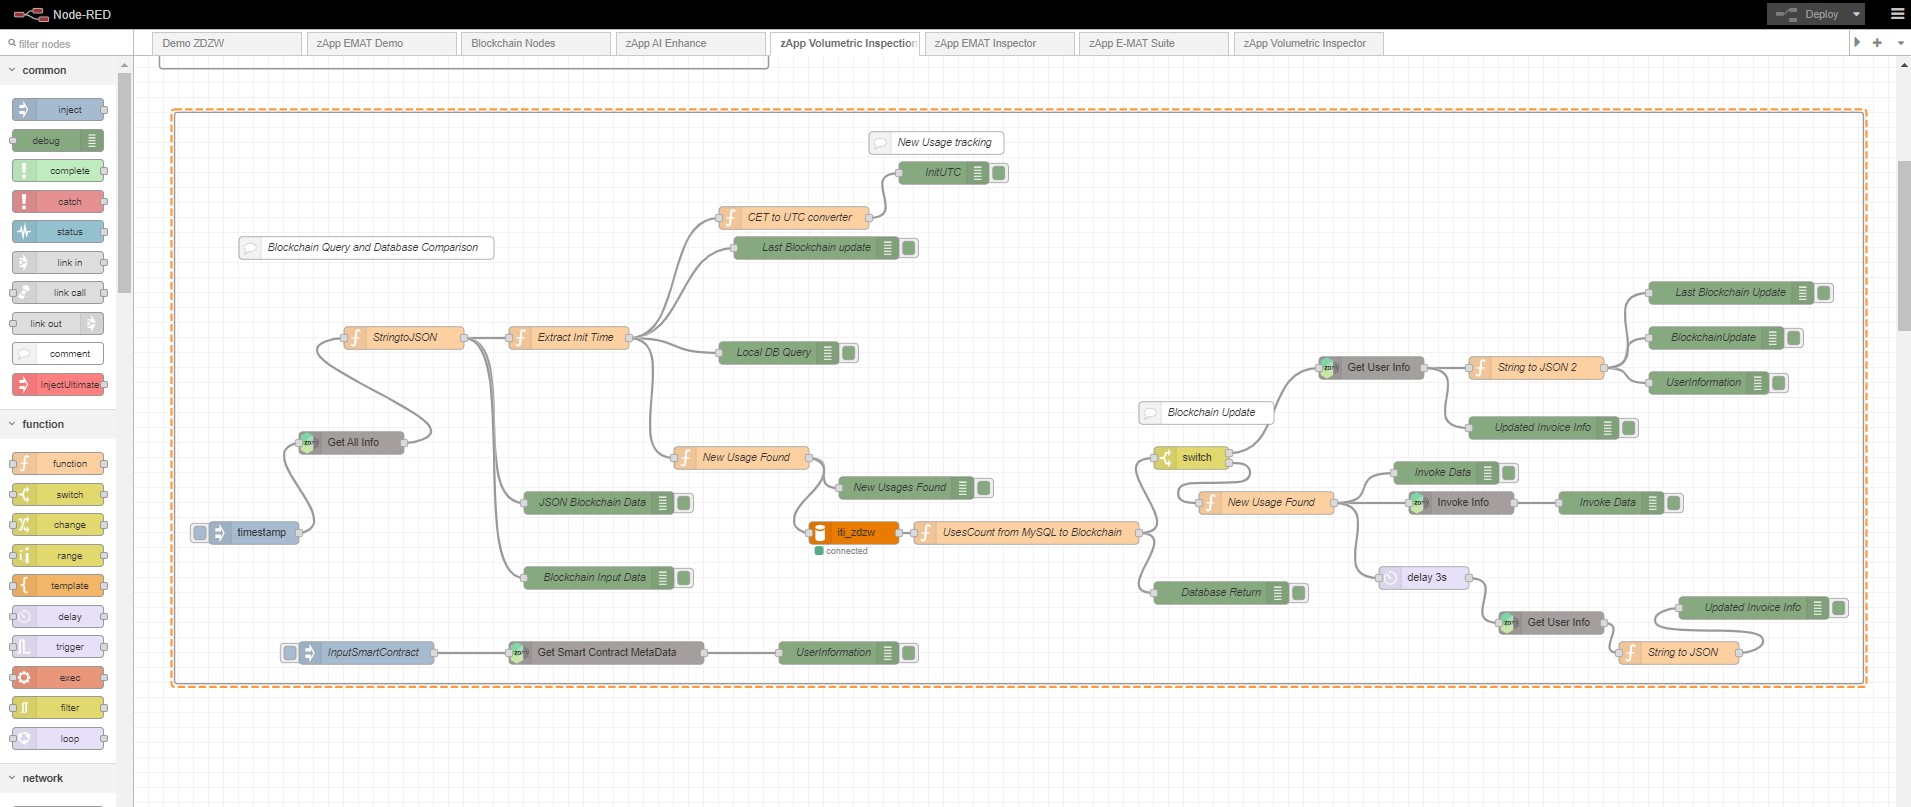 Node-RED
Deploy
filter nodes
Demo ZDZW
zApp EMAT Demo
Blockchain Nodes
zApp AI Enhance
zApp Volumetric Inspection
zApp EMAT Inspector
zApp E-MAT Suite
zApp Volumetric Inspector
common
inject
debug
complete
catch
status
link in
link call
link out
comment
InjectUltimate
function
function
switch
change
range
template
delay
trigger
exec
filter
loop
network
New Usage tracking
InitUTC
CET to UTC converter
Blockchain Query and Database Comparison
Last Blockchain update
StringtoJSON
Extract Init Time
Local DB Query
Get All Info
New Usage Found
New Usages Found
JSON Blockchain Data
timestamp
iti_zdzw
connected
UsesCount from MySQL to Blockchain
Blockchain Input Data
Database Return
InputSmartContract
Get Smart Contract MetaData
UserInformation
Last Blockchain Update
BlockchainUpdate
Get User Info
String to JSON 2
UserInformation
Blockchain Update
Updated Invoice Info
switch
Invoke Data
New Usage Found
Invoke Info
Invoke Data
delay 3s
Updated Invoice Info
Get User Info
String to JSON